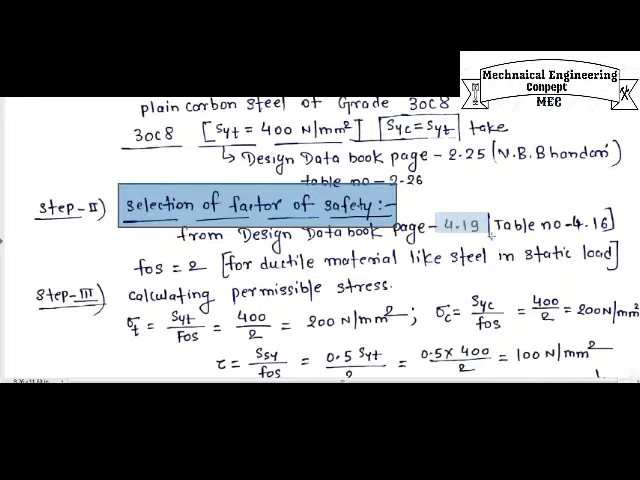 Mechnaical Engineering
Conpept
MEC
plain carbon steel of Grade 30C8
30C8 [Syt = 400 N/mm²] Syc = Syt take
↳ Design Data book page - 2.25 (V.B.Bhandari)
table no - 2.26
Step-II) selection of factor of safety:-
from Design Data book page - 4.19 | Table no - 4.16]
fos = 2 [for ductile material like steel in static load]
Step-III) calculating permissible stress.
σt = Syt/Fos = 400/2 = 200 N/mm² ; σc = Syc/fos = 400/2 = 200 N/mm²
τ = Ssy/fos = 0.5 Syt/2 = 0.5 x 400/2 = 100 N/mm²